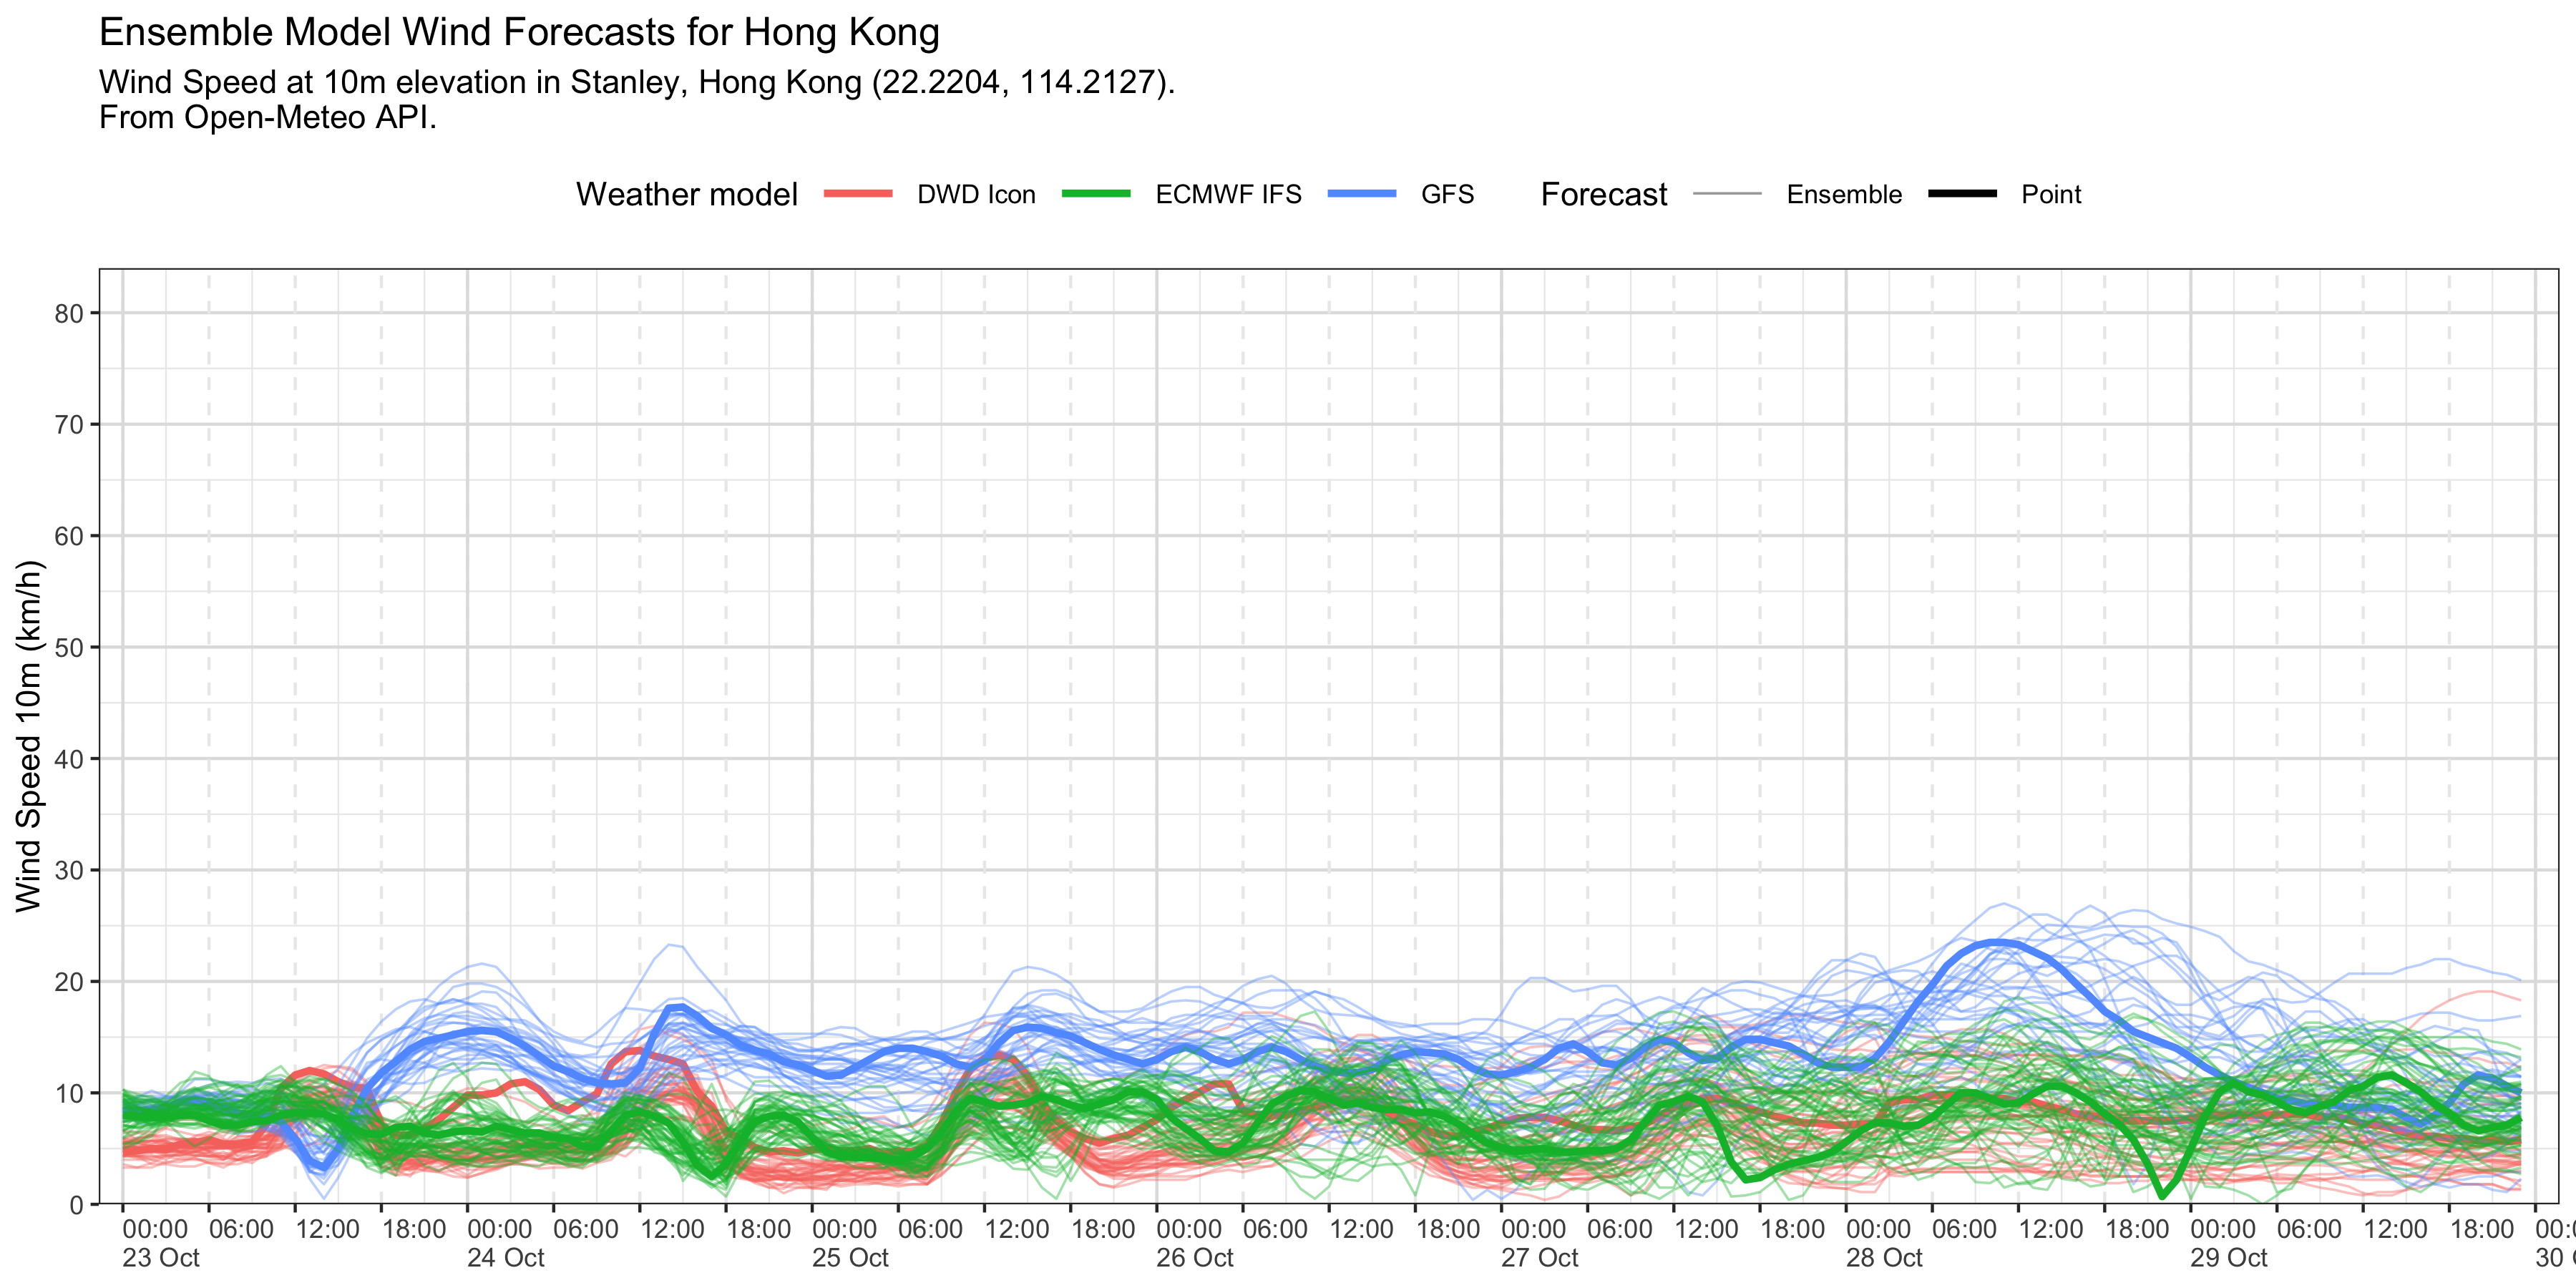 Ensemble Model Wind Forecasts for Hong Kong
Wind Speed at 10m elevation in Stanley, Hong Kong (22.2204, 114.2127).
From Open-Meteo API.
Weather model DWD Icon ECMWF IFS GFS Forecast Ensemble Point
Wind Speed 10m (km/h)
80
70
60
50
40
30
20
10
0
00:00 06:00 12:00 18:00 00:00 06:00 12:00 18:00 00:00 06:00 12:00 18:00 00:00 06:00 12:00 18:00 00:00 06:00 12:00 18:00 00:00 06:00 12:00 18:00 00:00 06:00 12:00 18:00
23 Oct 24 Oct 25 Oct 26 Oct 27 Oct 28 Oct 29 Oct 30